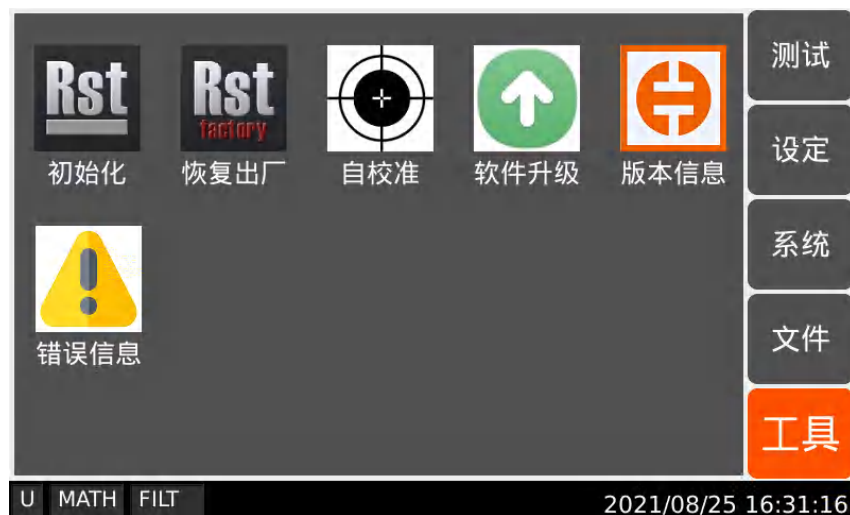 Rst
Rst
factory
初始化
恢复出厂
自校准
软件升级
版本信息
错误信息
测试
设定
系统
文件
工具
U MATH FILT
2021/08/25 16:31:16